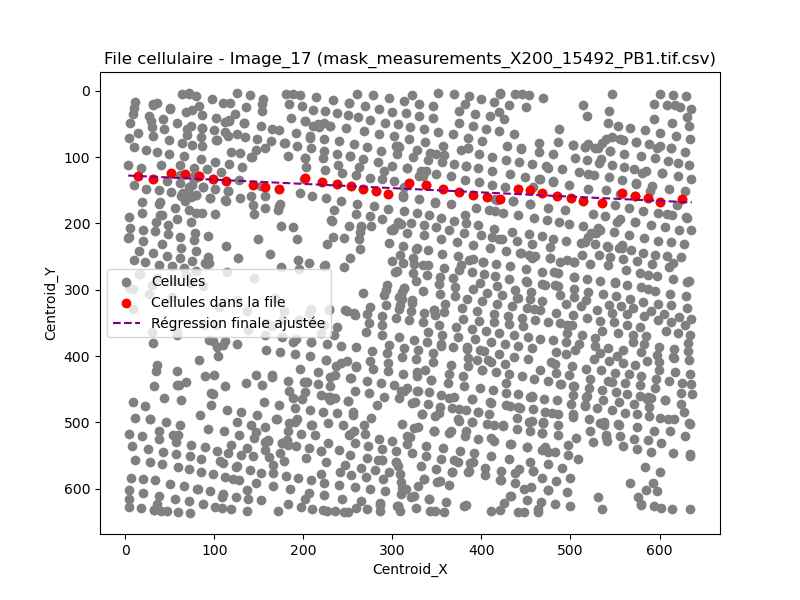 File cellulaire - Image_17 (mask_measurements_X200_15492_PB1.tif.csv)
0
100
200
300
400
500
600
Centroid_Y
Cellules
Cellules dans la file
Régression finale ajustée
0 100 200 300 400 500 600
Centroid_X